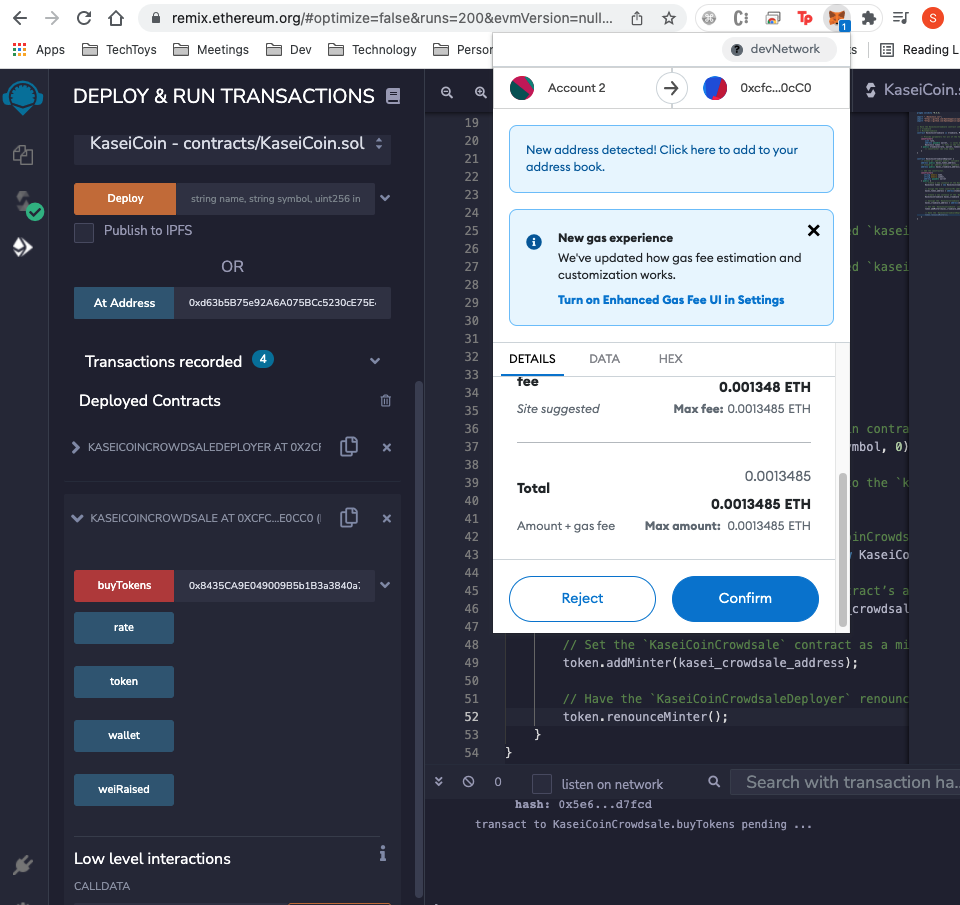 remix.ethereum.org/#optimize=false&runs=200&evmVersion=null...
1
S
Apps
TechToys
Meetings
Dev
Technology
Person
Reading L
devNetwork
DEPLOY & RUN TRANSACTIONS
Account 2
0xcfc...0cC0
KaseiCoin.s
KaseiCoin - contracts/KaseiCoin.sol
Deploy
string name, string symbol, uint256 in
Publish to IPFS
OR
At Address
0xd63b5B75e92A6A075BCc5230cE75E
Transactions recorded
4
Deployed Contracts
KASEICOINCROWDSALEDEPLOYER AT 0X2CF
KASEICOINCROWDSALE AT 0XCFC...E0CC0 (
buyTokens
0x8435CA9E049009B5b1B3a3840a7
rate
token
wallet
weiRaised
Low level interactions
CALLDATA
New address detected! Click here to add to your
address book.
New gas experience
We've updated how gas fee estimation and
customization works.
Turn on Enhanced Gas Fee UI in Settings
DETAILS
DATA
HEX
fee
0.001348 ETH
Site suggested
Max fee: 0.0013485 ETH
0.0013485
Total
0.0013485 ETH
Amount + gas fee
Max amount: 0.0013485 ETH
Reject
Confirm
19
20
21
22
23
24
25
ed `kasei
26
27
ed `kasei
28
29
30
31
32
33
34
35
36
in contra
37
mbol, 0)
38
39
to the `k
40
41
42
oinCrowds
43
w KaseiCo
44
45
tract's a
46
_crowdsal
47
48
// Set the `KaseiCoinCrowdsale` contract as a mi
49
token.addMinter(kasei_crowdsale_address);
50
51
// Have the `KaseiCoinCrowdsaleDeployer` renounc
52
token.renounceMinter();
53
}
54
}
0
listen on network
Search with transaction ha...
hash: 0x5e6...d7fcd
transact to KaseiCoinCrowdsale.buyTokens pending ...